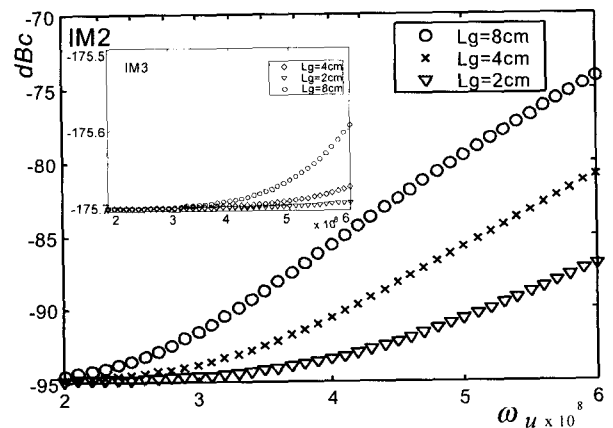 IM2
dBc
-70
-75
-80
-85
-90
-95
2
3
4
5
6
ω u x 10 8
Lg=8cm
Lg=4cm
Lg=2cm
IM3
-175.5
-175.6
-175.7
2
3
4
5
6
x 10 8
Lg=4cm
Lg=2cm
Lg=8cm